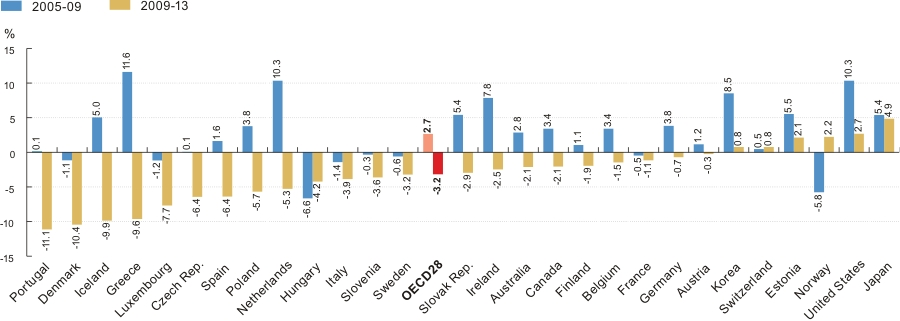 2005-09 2009-13
%
15
10
5
0
-5
-10
-15
0.1 -11.1
-1.1 -10.4
5.0 -9.9
11.6 -9.6
-1.2 -7.7
0.1 -6.4
1.6 -6.4
3.8 -5.7
10.3 -5.3
-6.6 -4.2
-1.4 -3.9
-0.3 -3.6
-0.6 -3.2
2.7 -3.2
5.4 -2.9
7.8 -2.5
2.8 -2.1
3.4 -2.1
1.1 -1.9
3.4 -1.5
-0.5 -1.1
3.8 -0.7
1.2 -0.3
8.5 0.8
0.5 0.8
5.5 2.1
-5.8 2.2
10.3 2.7
5.4 4.9
Portugal
Denmark
Iceland
Greece
Luxembourg
Czech Rep.
Spain
Poland
Netherlands
Hungary
Italy
Slovenia
Sweden
OECD28
Slovak Rep.
Ireland
Australia
Canada
Finland
Belgium
France
Germany
Austria
Korea
Switzerland
Estonia
Norway
United States
Japan